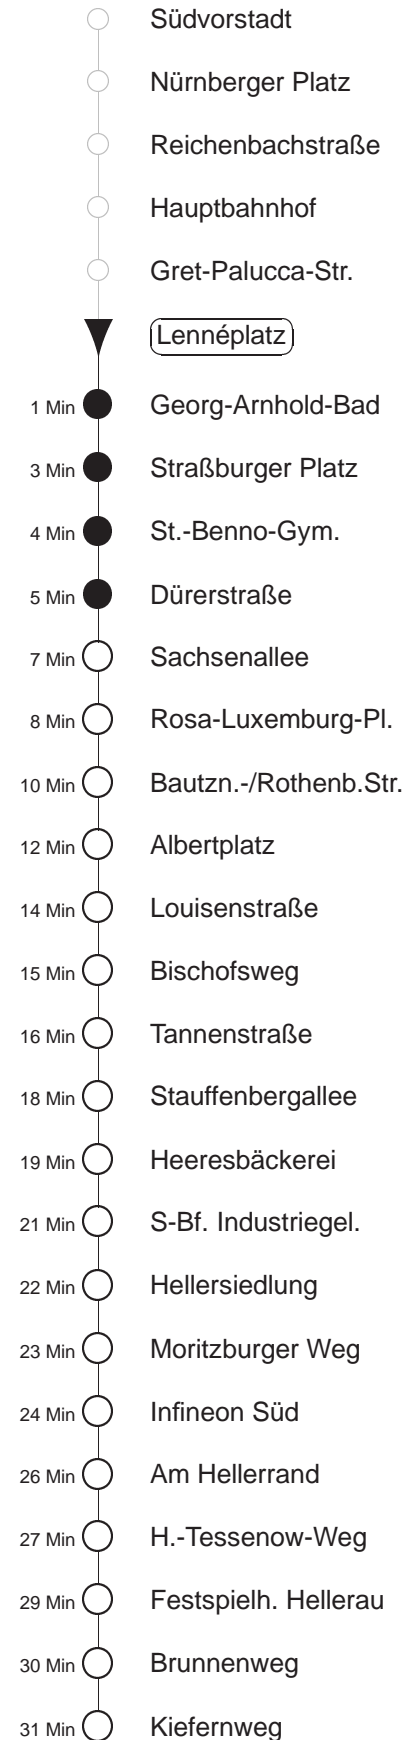 Südvorstadt
Nürnberger Platz
Reichenbachstraße
Hauptbahnhof
Gret-Palucca-Str.
Lennéplatz
1 Min Georg-Arnhold-Bad
3 Min Straßburger Platz
4 Min St.-Benno-Gym.
5 Min Dürerstraße
7 Min Sachsenallee
8 Min Rosa-Luxemburg-Pl.
10 Min Bautzn.-/Rothenb.Str.
12 Min Albertplatz
14 Min Louisenstraße
15 Min Bischofsweg
16 Min Tannenstraße
18 Min Stauffenbergallee
19 Min Heeresbäckerei
21 Min S-Bf. Industriegel.
22 Min Hellersiedlung
23 Min Moritzburger Weg
24 Min Infineon Süd
26 Min Am Hellerrand
27 Min H.-Tessenow-Weg
29 Min Festspielh. Hellerau
30 Min Brunnenweg
31 Min Kiefernweg